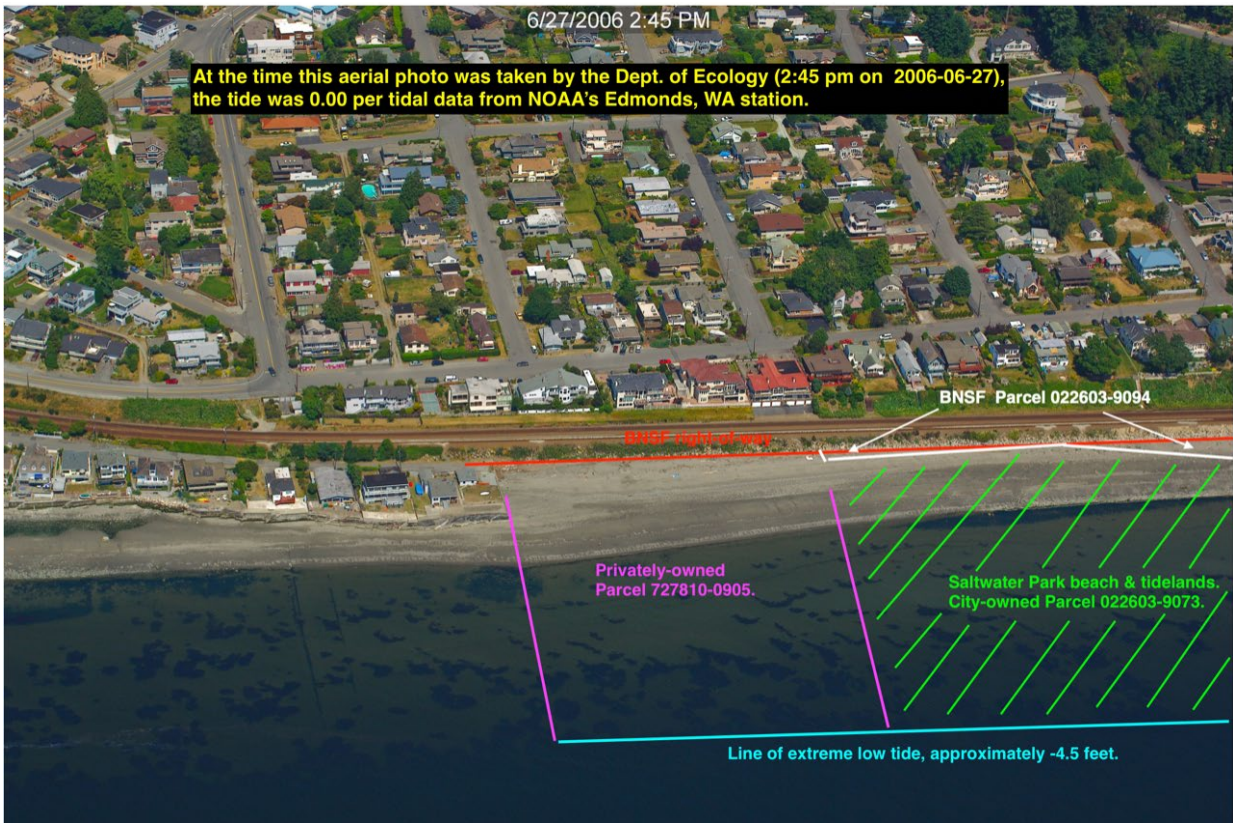 6/27/2006 2:45 PM
At the time this aerial photo was taken by the Dept. of Ecology (2:45 pm on 2006-06-27),
the tide was 0.00 per tidal data from NOAA's Edmonds, WA station.
BNSF Parcel 022603-9094
BNSF right-of-way
Privately-owned
Parcel 727810-0905.
Saltwater Park beach & tidelands.
City-owned Parcel 022603-9073.
Line of extreme low tide, approximately -4.5 feet.